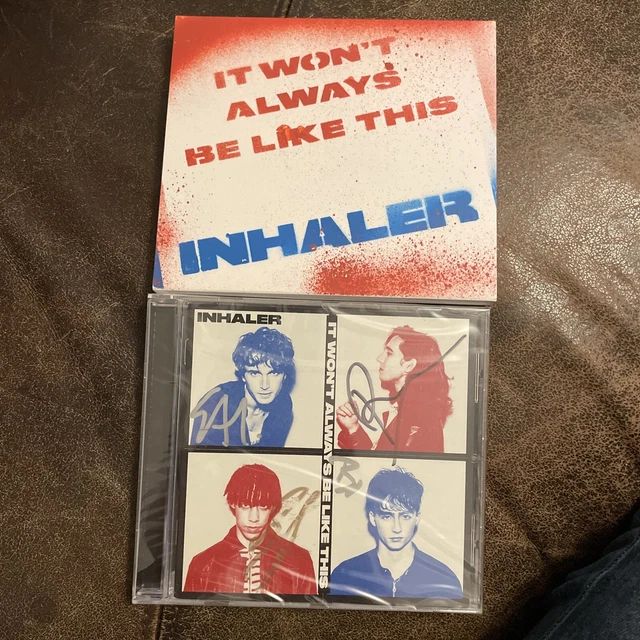 IT WON'T
ALWAYS
BE LIKE THIS
INHALER
INHALER
IT WON'T ALWAYS BE LIKE THIS